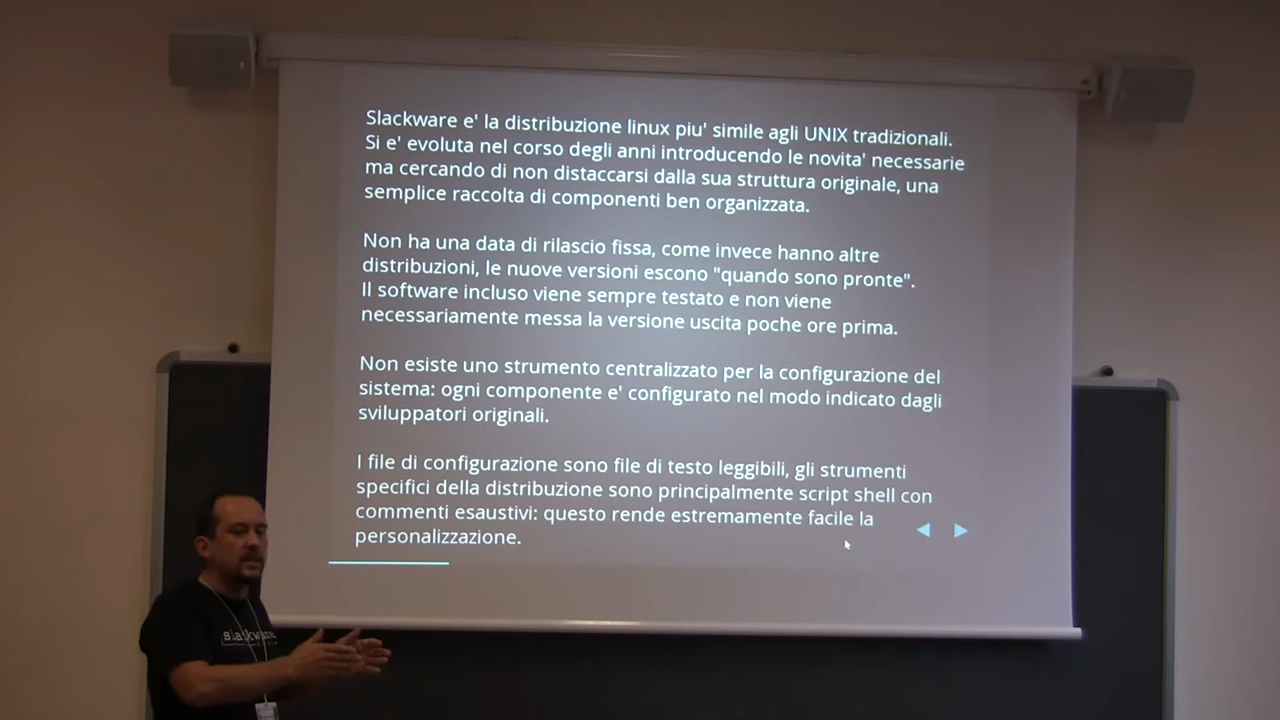 Slackware e' la distribuzione linux piu' simile agli UNIX tradizionali.
Si e' evoluta nel corso degli anni introducendo le novita' necessarie
ma cercando di non distaccarsi dalla sua struttura originale, una
semplice raccolta di componenti ben organizzata.
Non ha una data di rilascio fissa, come invece hanno altre
distribuzioni, le nuove versioni escono "quando sono pronte".
Il software incluso viene sempre testato e non viene
necessariamente messa la versione uscita poche ore prima.
Non esiste uno strumento centralizzato per la configurazione del
sistema: ogni componente e' configurato nel modo indicato dagli
sviluppatori originali.
I file di configurazione sono file di testo leggibili, gli strumenti
specifici della distribuzione sono principalmente script shell con
commenti esaustivi: questo rende estremamente facile la
personalizzazione.
slackware